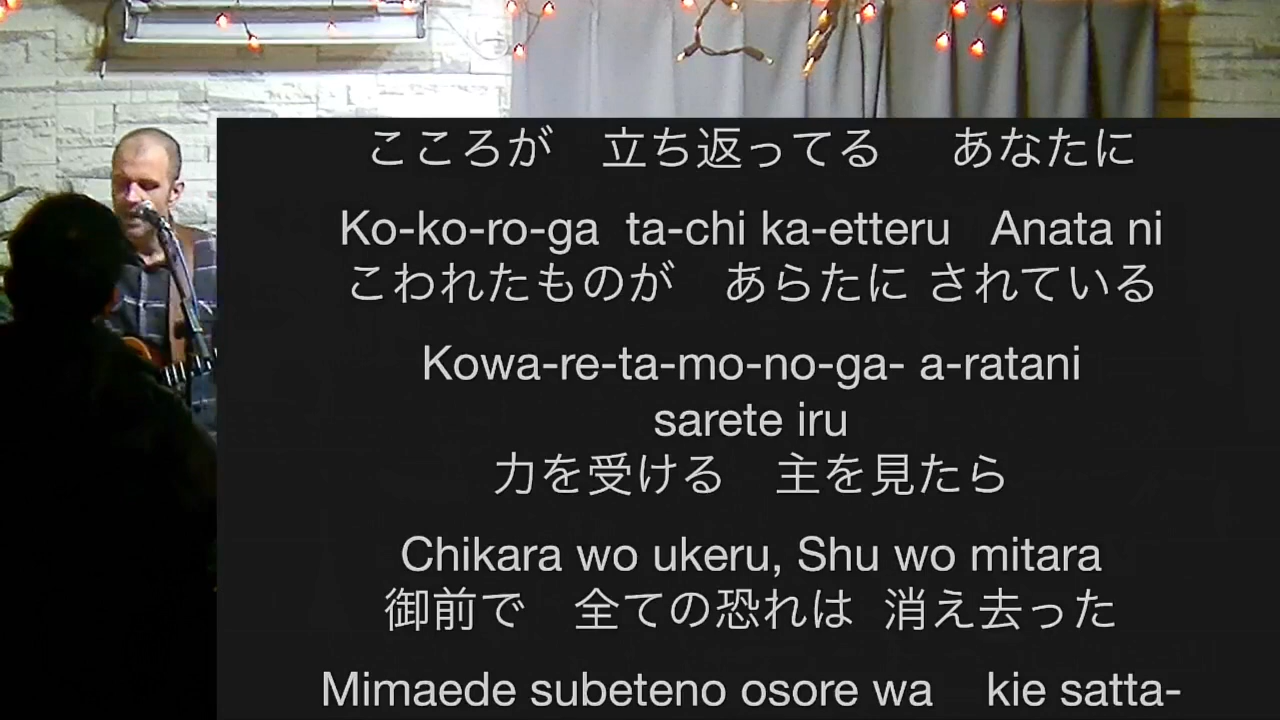 こころが　立ち返ってる　あなたに
Ko-ko-ro-ga ta-chi ka-etteru Anata ni
こわれたものが　あらたに されている
Kowa-re-ta-mo-no-ga- a-ratani
sarete iru
力を受ける　主を見たら
Chikara wo ukeru, Shu wo mitara
御前で　全ての恐れは 消え去った
Mimaede subeteno osore wa kie satta-